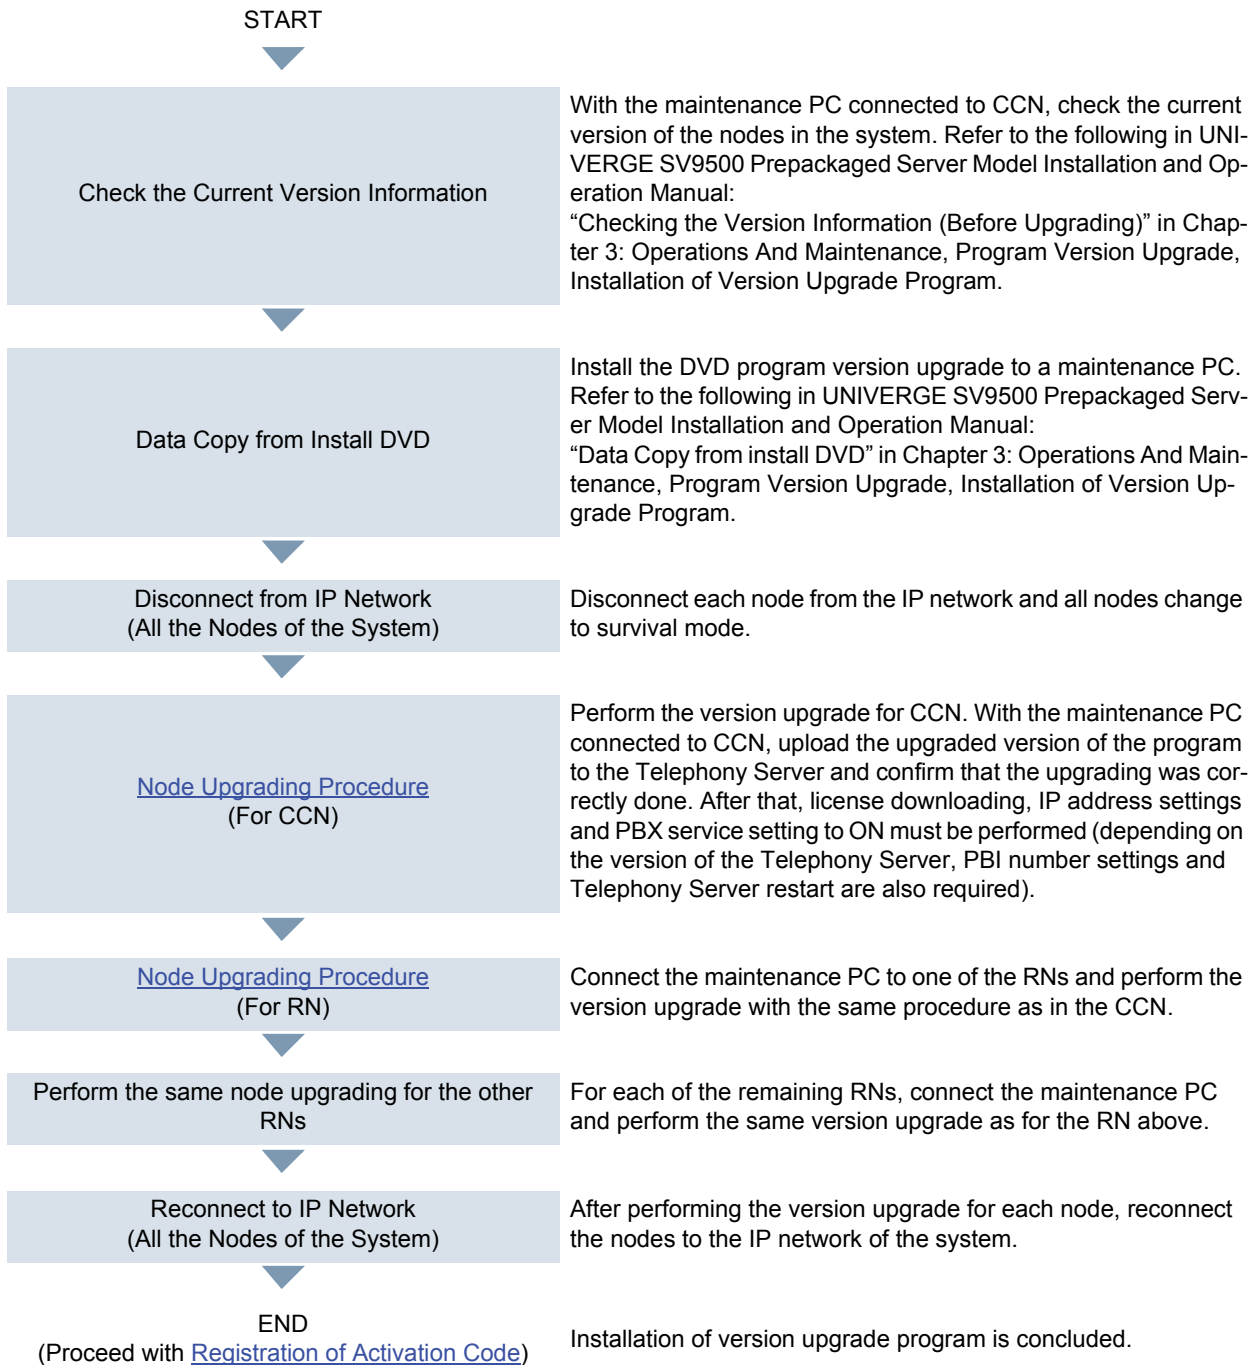 START
Check the Current Version Information
With the maintenance PC connected to CCN, check the current
version of the nodes in the system. Refer to the following in UNI-
VERGE SV9500 Prepackaged Server Model Installation and Op-
eration Manual:
“Checking the Version Information (Before Upgrading)” in Chap-
ter 3: Operations And Maintenance, Program Version Upgrade,
Installation of Version Upgrade Program.
Data Copy from Install DVD
Install the DVD program version upgrade to a maintenance PC.
Refer to the following in UNIVERGE SV9500 Prepackaged Serv-
er Model Installation and Operation Manual:
“Data Copy from install DVD” in Chapter 3: Operations And Main-
tenance, Program Version Upgrade, Installation of Version Up-
grade Program.
Disconnect from IP Network
(All the Nodes of the System)
Disconnect each node from the IP network and all nodes change
to survival mode.
Node Upgrading Procedure
(For CCN)
Perform the version upgrade for CCN. With the maintenance PC
connected to CCN, upload the upgraded version of the program
to the Telephony Server and confirm that the upgrading was cor-
rectly done. After that, license downloading, IP address settings
and PBX service setting to ON must be performed (depending on
the version of the Telephony Server, PBI number settings and
Telephony Server restart are also required).
Node Upgrading Procedure
(For RN)
Connect the maintenance PC to one of the RNs and perform the
version upgrade with the same procedure as in the CCN.
Perform the same node upgrading for the other
RNs
For each of the remaining RNs, connect the maintenance PC
and perform the same version upgrade as for the RN above.
Reconnect to IP Network
(All the Nodes of the System)
After performing the version upgrade for each node, reconnect
the nodes to the IP network of the system.
END
(Proceed with Registration of Activation Code)
Installation of version upgrade program is concluded.